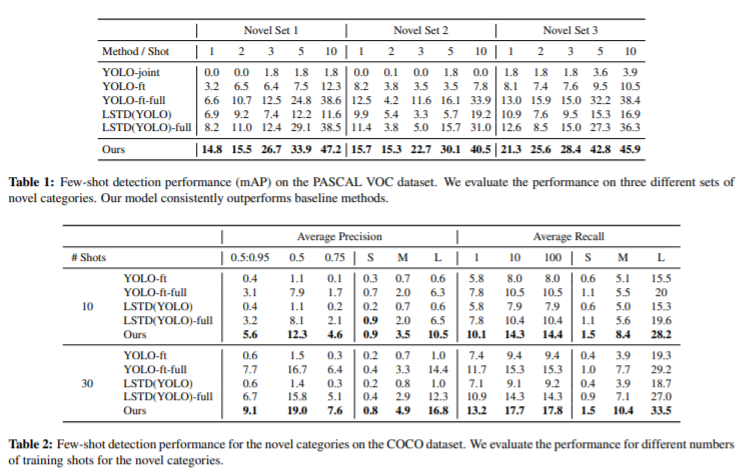 Novel Set 1 Novel Set 2 Novel Set 3
Method / Shot 1 2 3 5 10 1 2 3 5 10 1 2 3 5 10
YOLO-joint 0.0 0.0 1.8 1.8 1.8 0.0 0.1 0.0 1.8 0.0 1.8 1.8 1.8 3.6 3.9
YOLO-ft 3.2 6.5 6.4 7.5 12.3 8.2 3.8 3.5 3.5 7.8 8.1 7.4 7.6 9.5 10.5
YOLO-ft-full 6.6 10.7 12.5 24.8 38.6 12.5 4.2 11.6 16.1 33.9 13.0 15.9 15.0 32.2 38.4
LSTD(YOLO) 6.9 9.2 7.4 12.2 11.6 9.9 5.4 3.3 5.7 19.2 10.9 7.6 9.5 15.3 16.9
LSTD(YOLO)-full 8.2 11.0 12.4 29.1 38.5 11.4 3.8 5.0 15.7 31.0 12.6 8.5 15.0 27.3 36.3
Ours 14.8 15.5 26.7 33.9 47.2 15.7 15.3 22.7 30.1 40.5 21.3 25.6 28.4 42.8 45.9
Table 1: Few-shot detection performance (mAP) on the PASCAL VOC dataset. We evaluate the performance on three different sets of
novel categories. Our model consistently outperforms baseline methods.
Average Precision Average Recall
# Shots 0.5:0.95 0.5 0.75 S M L 1 10 100 S M L
YOLO-ft 0.4 1.1 0.1 0.3 0.7 0.6 5.8 8.0 8.0 0.6 5.1 15.5
YOLO-ft-full 3.1 7.9 1.7 0.7 2.0 6.3 7.8 10.5 10.5 1.1 5.5 20
10 LSTD(YOLO) 0.4 1.1 0.2 0.2 0.7 0.6 5.8 7.9 7.9 0.6 5.0 15.3
LSTD(YOLO)-full 3.2 8.1 2.1 0.9 2.0 6.5 7.8 10.4 10.4 1.1 5.6 19.6
Ours 5.6 12.3 4.6 0.9 3.5 10.5 10.1 14.3 14.4 1.5 8.4 28.2
YOLO-ft 0.6 1.5 0.3 0.2 0.7 1.0 7.4 9.4 9.4 0.4 3.9 19.3
YOLO-ft-full 7.7 16.7 6.4 0.4 3.3 14.4 11.7 15.3 15.3 1.0 7.7 29.2
30 LSTD(YOLO) 0.6 1.4 0.3 0.2 0.8 1.0 7.1 9.1 9.2 0.4 3.9 18.7
LSTD(YOLO)-full 6.7 15.8 5.1 0.4 2.9 12.3 10.9 14.3 14.3 0.9 7.1 27.0
Ours 9.1 19.0 7.6 0.8 4.9 16.8 13.2 17.7 17.8 1.5 10.4 33.5
Table 2: Few-shot detection performance for the novel categories on the COCO dataset. We evaluate the performance for different numbers
of training shots for the novel categories.